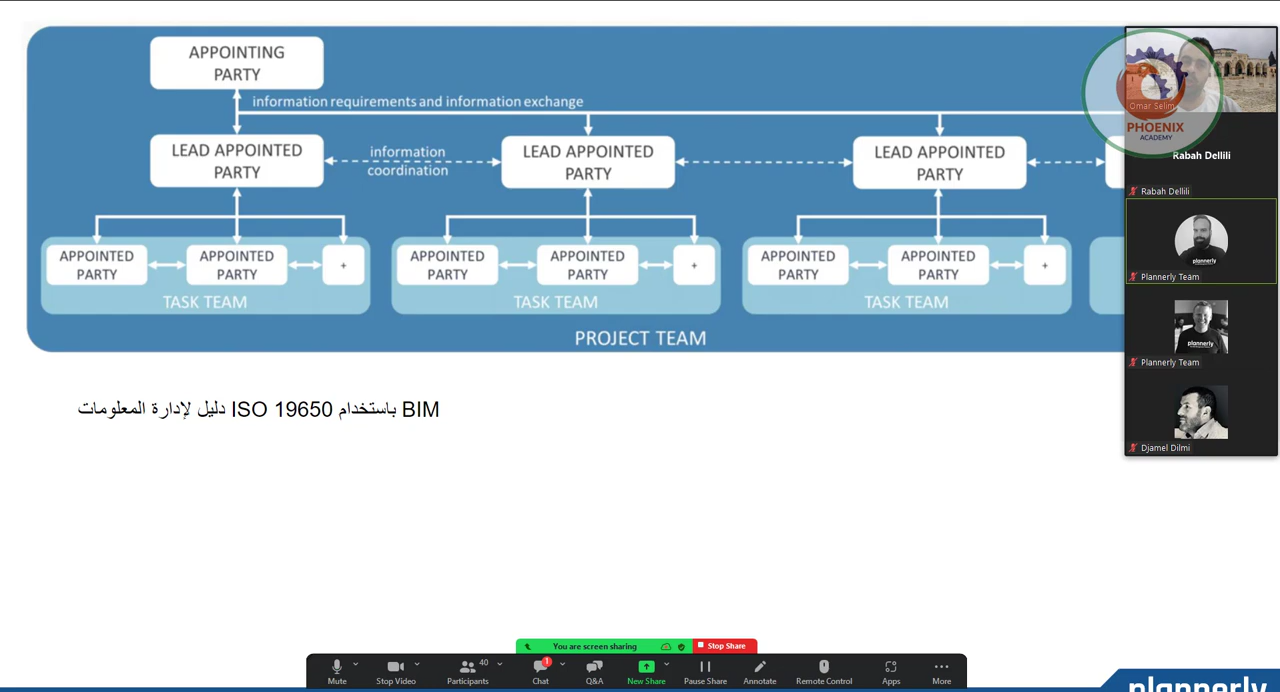 APPOINTING
PARTY
information requirements and information exchange
LEAD APPOINTED
PARTY
information
coordination
LEAD APPOINTED
PARTY
LEAD APPOINTED
PARTY
APPOINTED
PARTY
APPOINTED
PARTY
+
TASK TEAM
APPOINTED
PARTY
APPOINTED
PARTY
+
TASK TEAM
APPOINTED
PARTY
APPOINTED
PARTY
+
TASK TEAM
PROJECT TEAM
دليل لإدارة المعلومات ISO 19650 باستخدام BIM
Omar Selim
PHOENIX
ACADEMY
Rabah Dellili
Rabah Dellili
plannerly
Plannerly Team
plannerly
Plannerly Team
Djamel Dilmi
You are screen sharing
Stop Share
Mute
Stop Video
Participants
40
Chat
1
Q&A
New Share
Pause Share
Annotate
Remote Control
Apps
More
plannerly